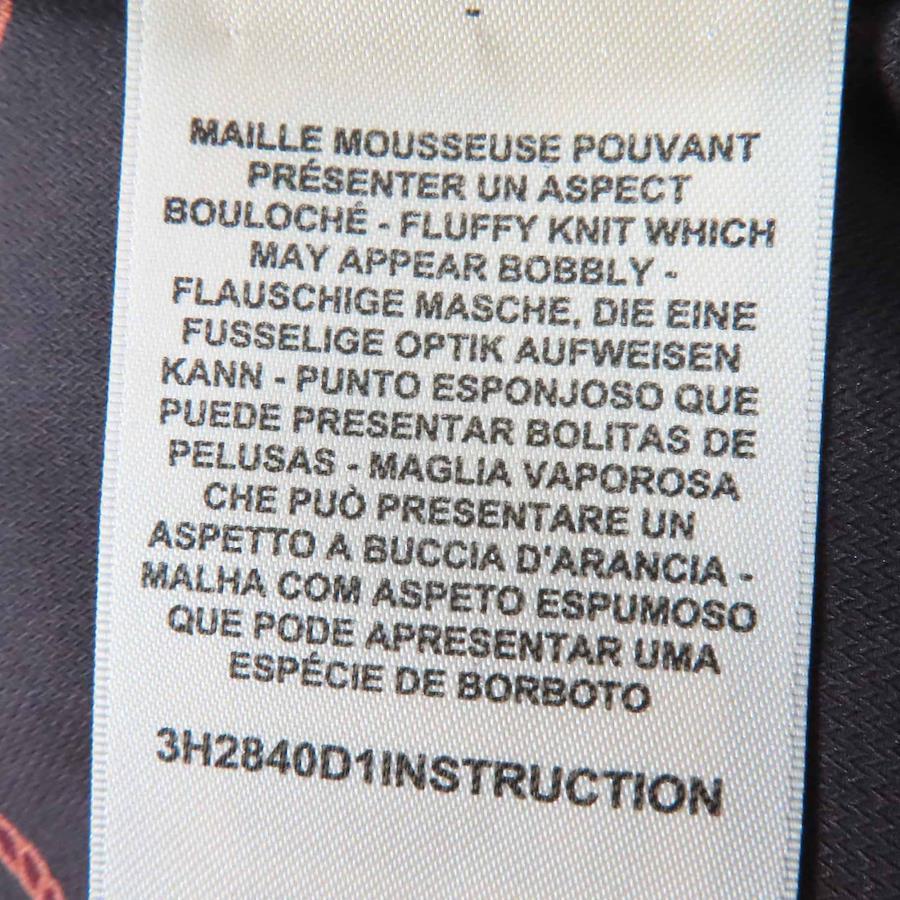 MAILLE MOUSSEUSE POUVANT
PRÉSENTER UN ASPECT
BOULOCHÉ - FLUFFY KNIT WHICH
MAY APPEAR BOBBLY -
FLAUSCHIGE MASCHE, DIE EINE
FUSSELIGE OPTIK AUFWEISEN
KANN - PUNTO ESPONJOSO QUE
PUEDE PRESENTAR BOLITAS DE
PELUSAS - MAGLIA VAPOROSA
CHE PUÒ PRESENTARE UN
ASPETTO A BUCCIA D'ARANCIA -
MALHA COM ASPETO ESPUMOSO
QUE PODE APRESENTAR UMA
ESPÉCIE DE BORBOTO
3H2840D1INSTRUCTION